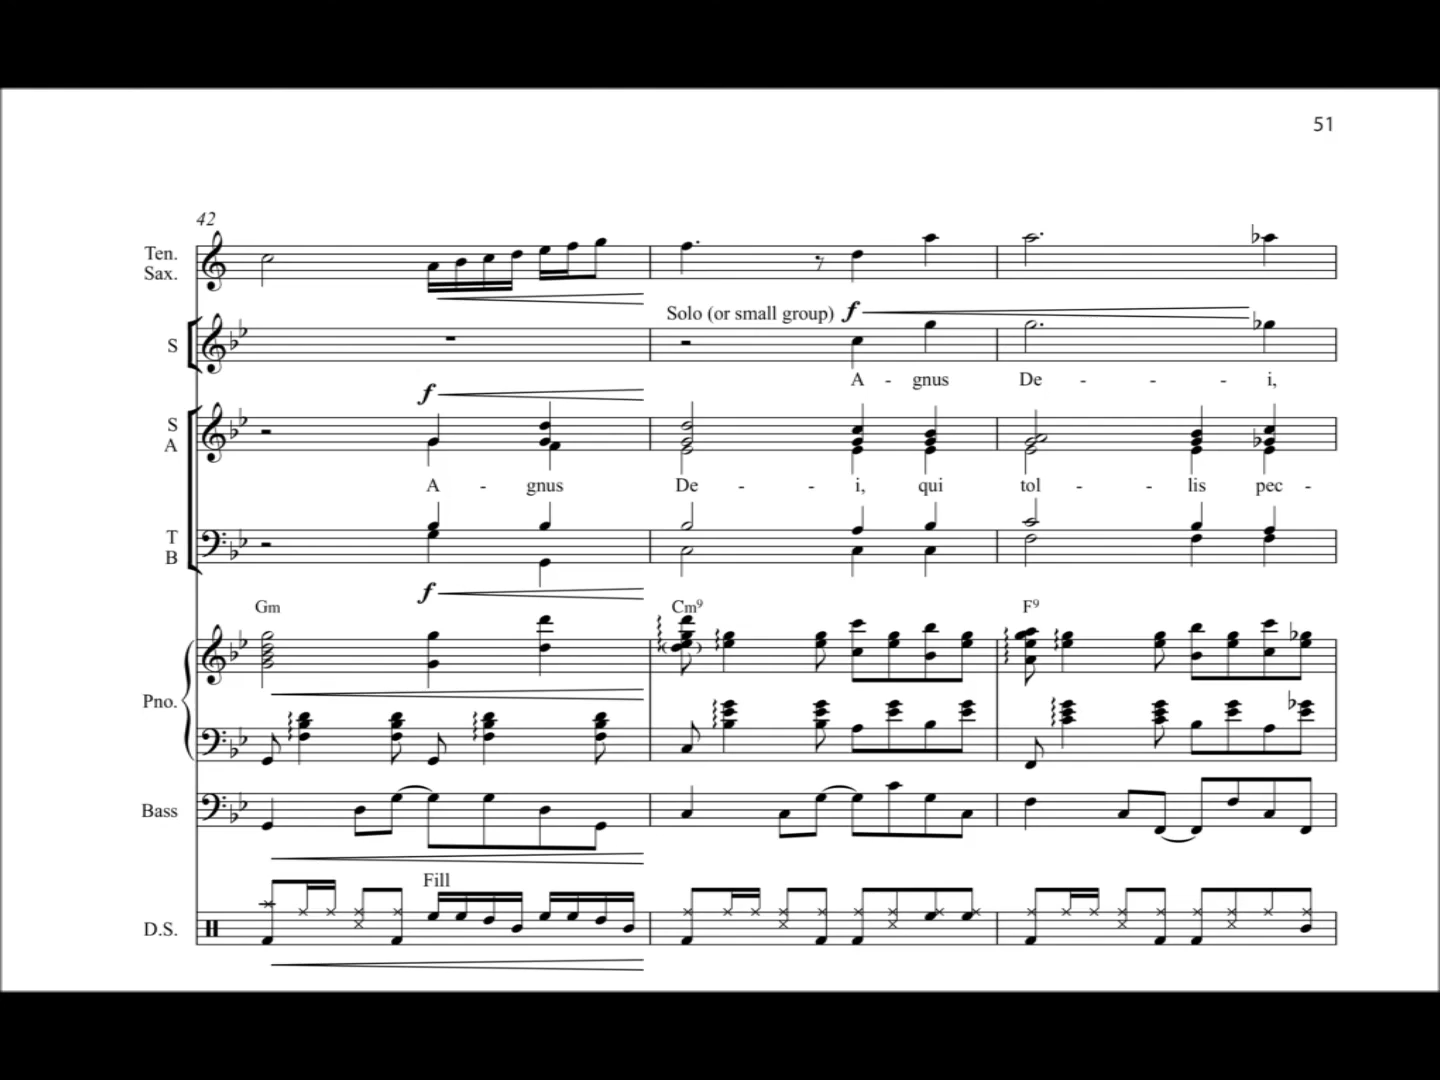 51
42
Ten.
Sax.
Solo (or small group) f
S
A - gnus De - - - i,
f
S
A
A - gnus De - - i, qui tol - - lis pec -
T
B
f
Gm Cm9 F9
Pno.
Bass
Fill
D.S.